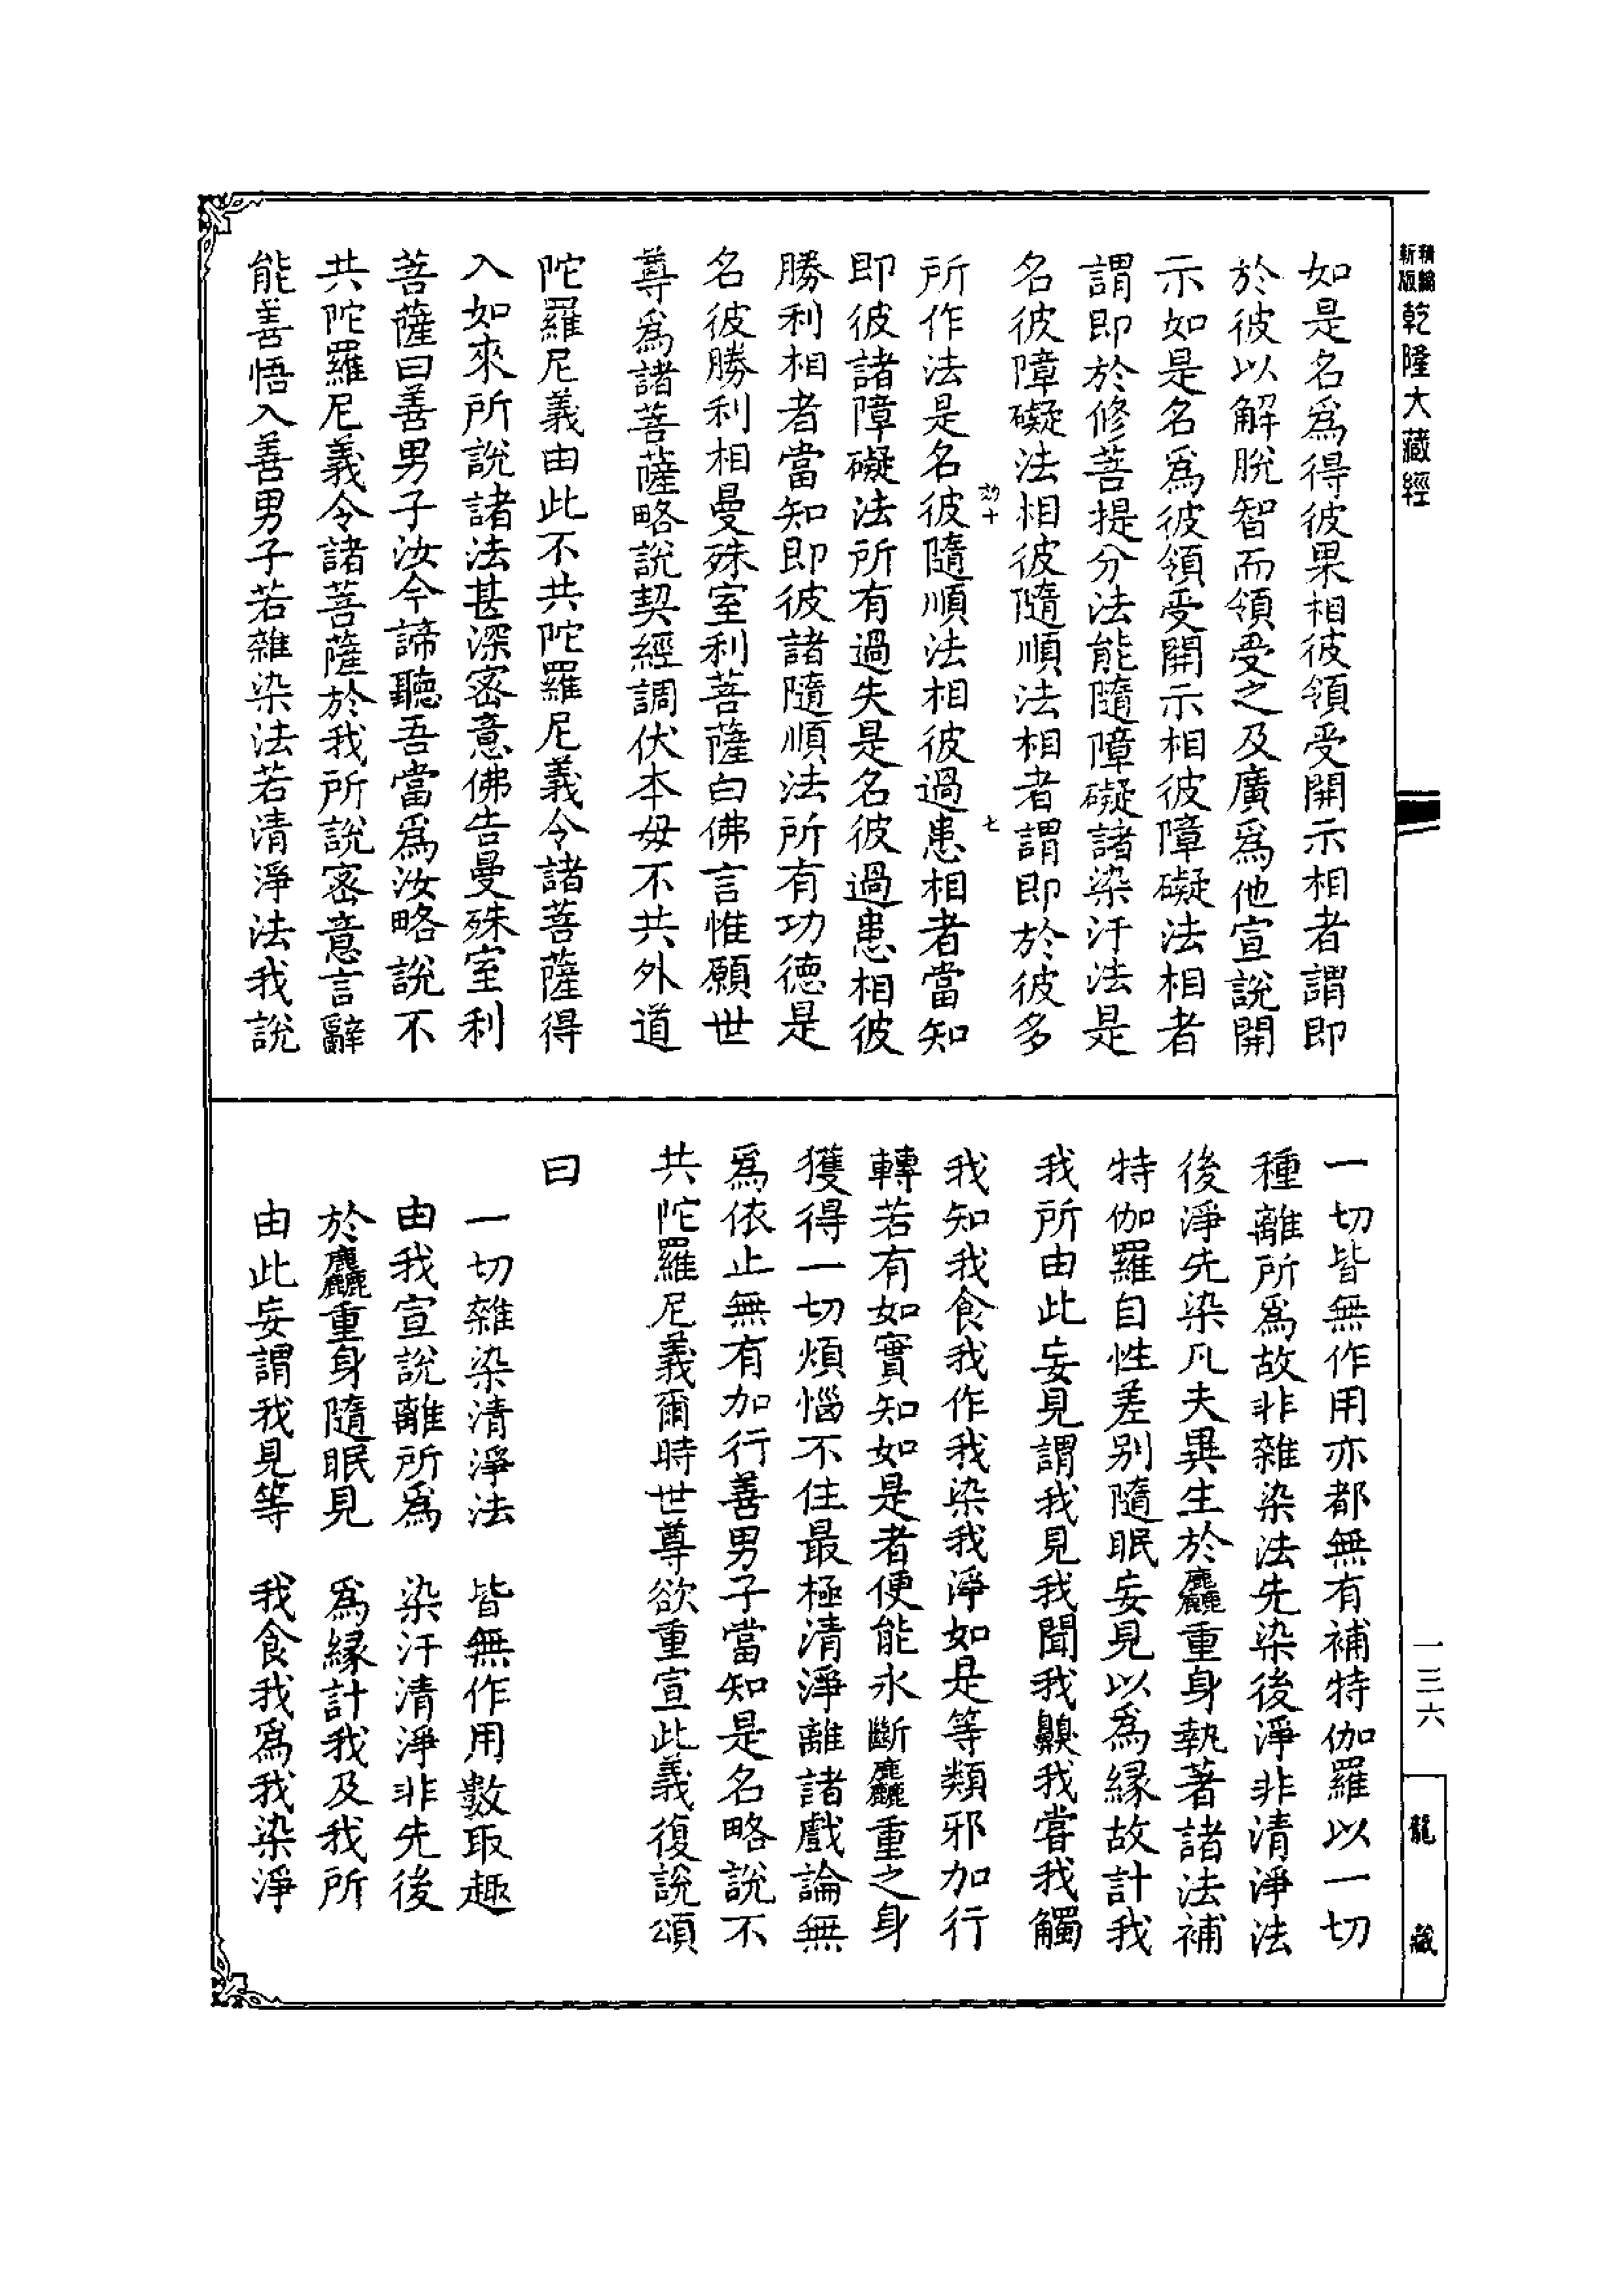 精編
新版
乾隆大藏經
如是名爲得彼果相彼領受開示相者謂即
於彼以解脫智而領受之及廣爲他宣說開
示如是名爲彼領受開示相彼障礙法相者
謂即於修菩提分法能隨障礙諸染汙法是
名彼障礙法相彼隨順法相者謂即於彼多
所作法是名彼隨順法相彼過患相者當知
即彼諸障礙法所有過失是名彼過患相彼
勝利相者當知即彼諸隨順法所有功德是
名彼勝利相曼殊室利菩薩白佛言惟願世
尊爲諸菩薩略說契經調伏本母不共外道
陀羅尼義由此不共陀羅尼義令諸菩薩得
入如來所說諸法甚深密意佛告曼殊室利
菩薩曰善男子汝今諦聽吾當爲汝略說不
共陀羅尼義令諸菩薩於我所說密意言辭
能善悟入善男子若雜染法若清淨法我說
十
七
一切皆無作用亦都無有補特伽羅以一切
種離所爲故非雜染法先染後淨非清淨法
後淨先染凡夫異生於麤重身執著諸法補
特伽羅自性差別隨眠妄見以爲緣故計我
我所由此妄見謂我見我聞我齅我嘗我觸
我知我食我作我染我淨如是等類邪加行
轉若有如實知如是者便能永斷麤重之身
獲得一切煩惱不住最極清淨離諸戲論無
爲依止無有加行善男子當知是名略說不
共陀羅尼義爾時世尊欲重宣此義復說頌
曰
一切雜染清淨法　皆無作用數取趣
由我宣說離所爲　染汙清淨非先後
於麤重身隨眠見　爲緣計我及我所
由此妄謂我見等　我食我爲我染淨
一三六
龍藏